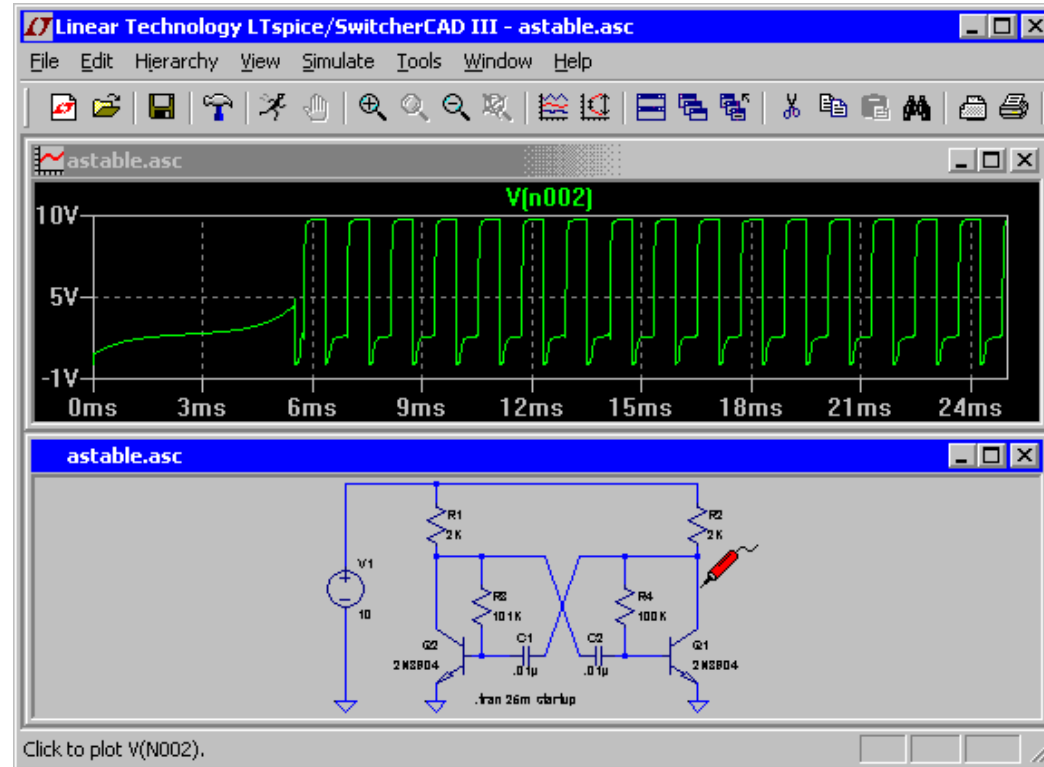 Linear Technology LTspice/SwitcherCAD III - astable.asc
File Edit Hierarchy View Simulate Tools Window Help
astable.asc
V(n002)
10V
5V
-1V
0ms 3ms 6ms 9ms 12ms 15ms 18ms 21ms 24ms
astable.asc
R1
2K
R2
2K
V1
10
R3
101K
R4
100K
Q2
2N3904
C1
.01µ
C2
.01µ
Q1
2N3904
.tran 26m startup
Click to plot V(N002).